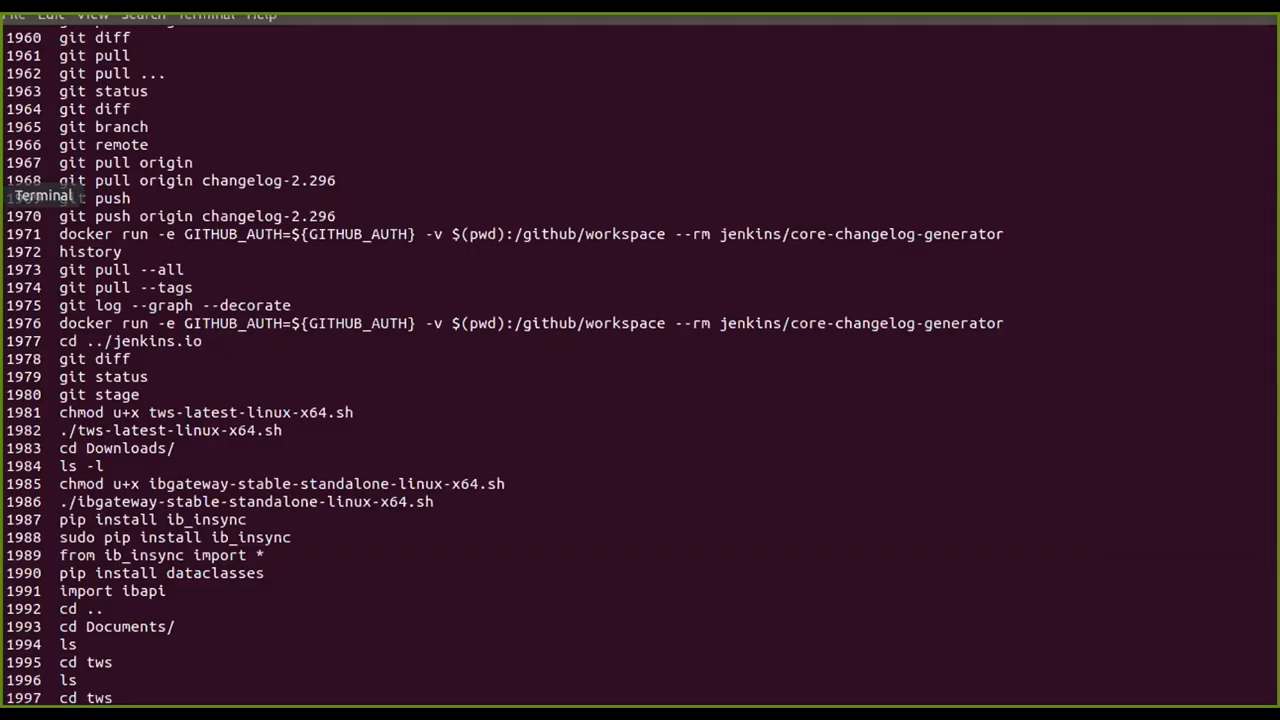 File Edit View Search Terminal Help
1960 git diff
1961 git pull
1962 git pull ...
1963 git status
1964 git diff
1965 git branch
1966 git remote
1967 git pull origin
1968 git pull origin changelog-2.296
Terminal
1969 git push
1970 git push origin changelog-2.296
1971 docker run -e GITHUB_AUTH=${GITHUB_AUTH} -v $(pwd):/github/workspace --rm jenkins/core-changelog-generator
1972 history
1973 git pull --all
1974 git pull --tags
1975 git log --graph --decorate
1976 docker run -e GITHUB_AUTH=${GITHUB_AUTH} -v $(pwd):/github/workspace --rm jenkins/core-changelog-generator
1977 cd ../jenkins.io
1978 git diff
1979 git status
1980 git stage
1981 chmod u+x tws-latest-linux-x64.sh
1982 ./tws-latest-linux-x64.sh
1983 cd Downloads/
1984 ls -l
1985 chmod u+x ibgateway-stable-standalone-linux-x64.sh
1986 ./ibgateway-stable-standalone-linux-x64.sh
1987 pip install ib_insync
1988 sudo pip install ib_insync
1989 from ib_insync import *
1990 pip install dataclasses
1991 import ibapi
1992 cd ..
1993 cd Documents/
1994 ls
1995 cd tws
1996 ls
1997 cd tws